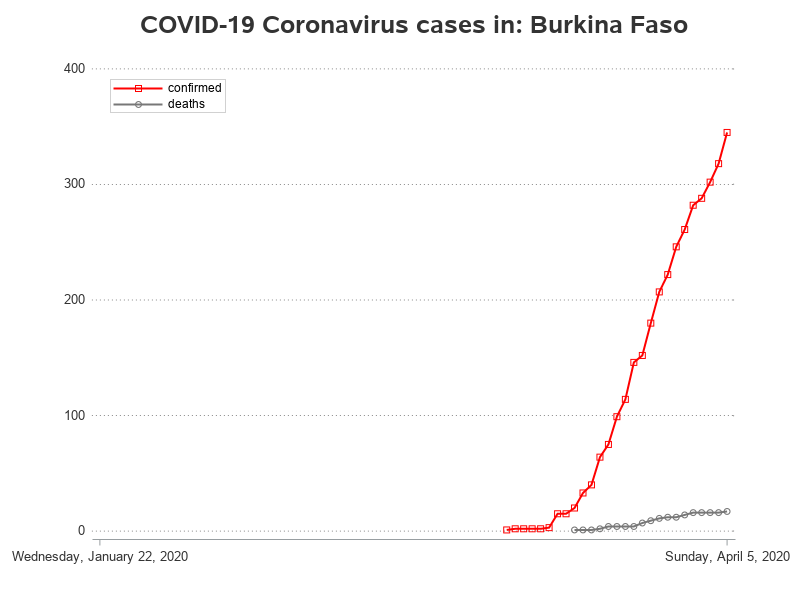 COVID-19 Coronavirus cases in: Burkina Faso
400
confirmed
deaths
300
200
100
0
Wednesday, January 22, 2020 Sunday, April 5, 2020